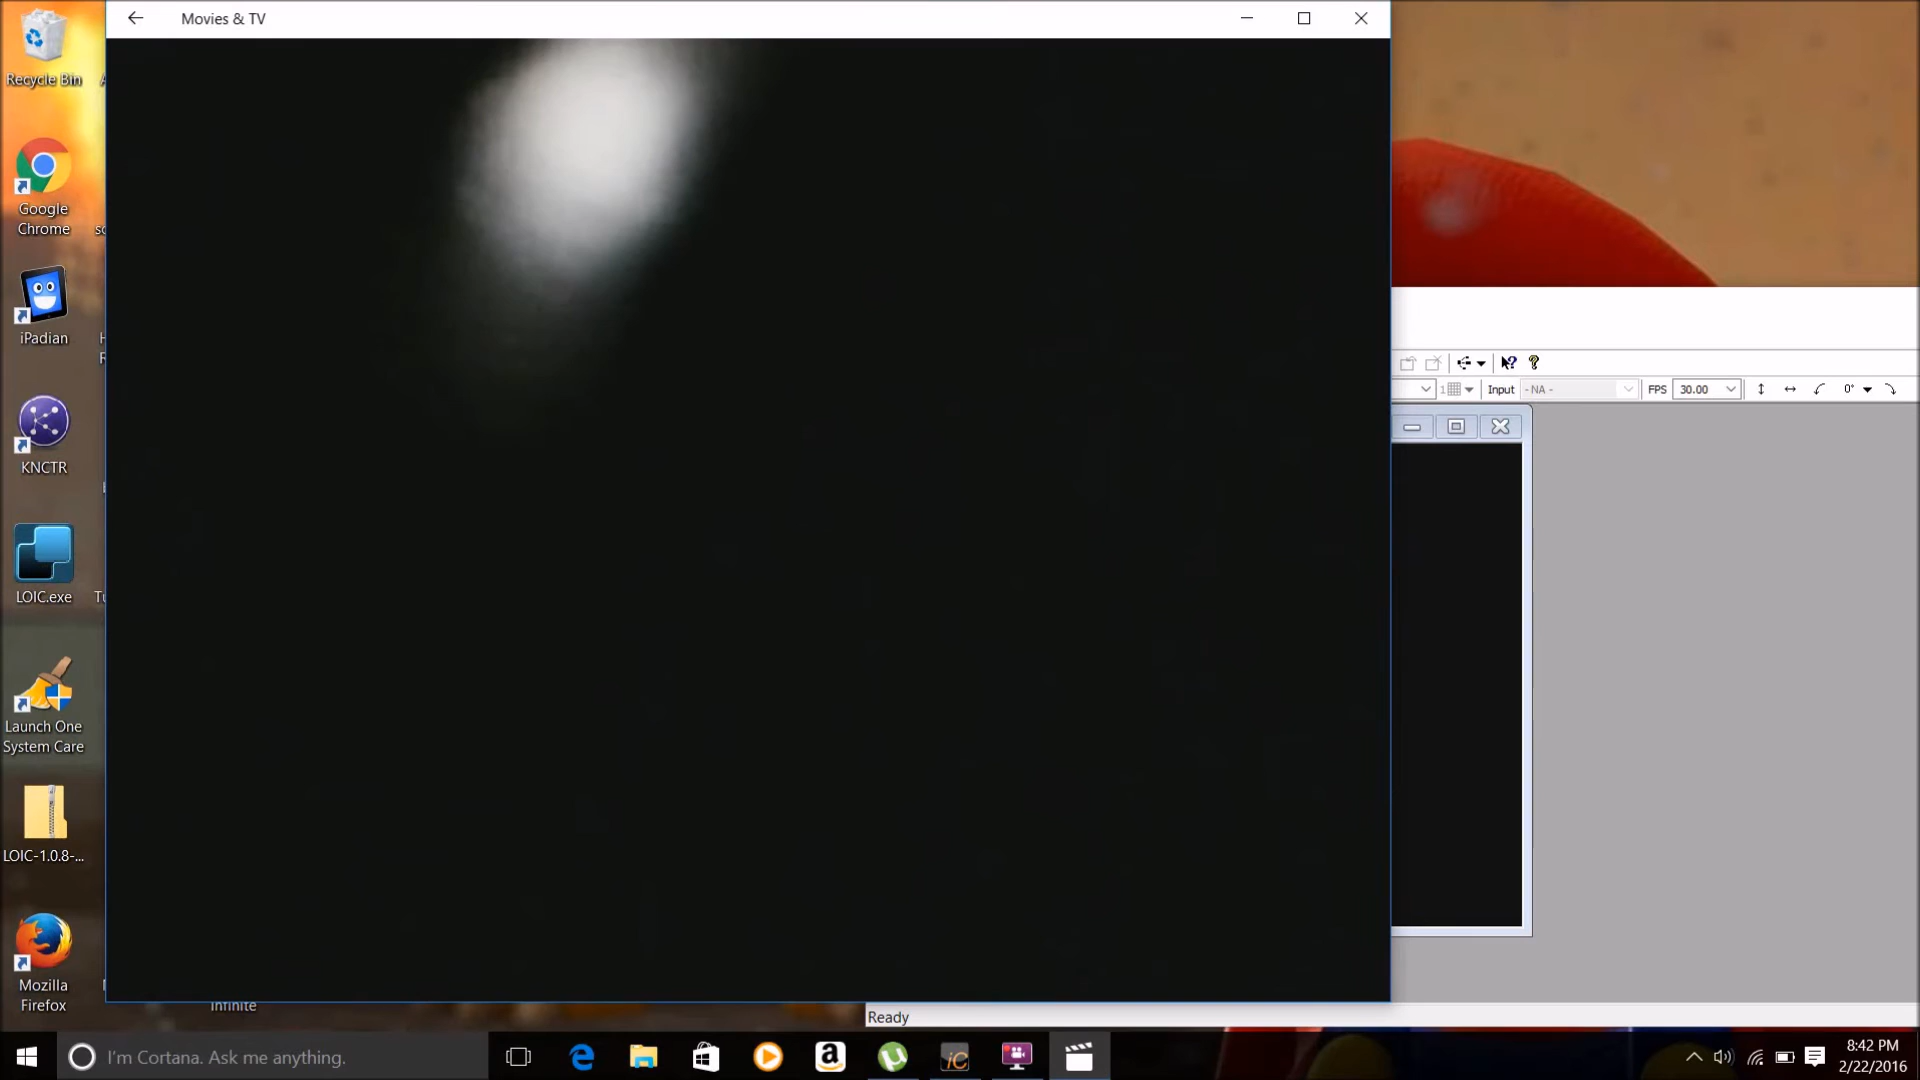 Movies & TV
Recycle Bin
Google
Chrome
iPadian
KNCTR
LOIC.exe
Launch One
System Care
LOIC-1.0.8-...
Mozilla
Firefox
Infinite
1
Input
- NA -
FPS
30.00
0°
Ready
I'm Cortana. Ask me anything.
iC
8:42 PM
2/22/2016